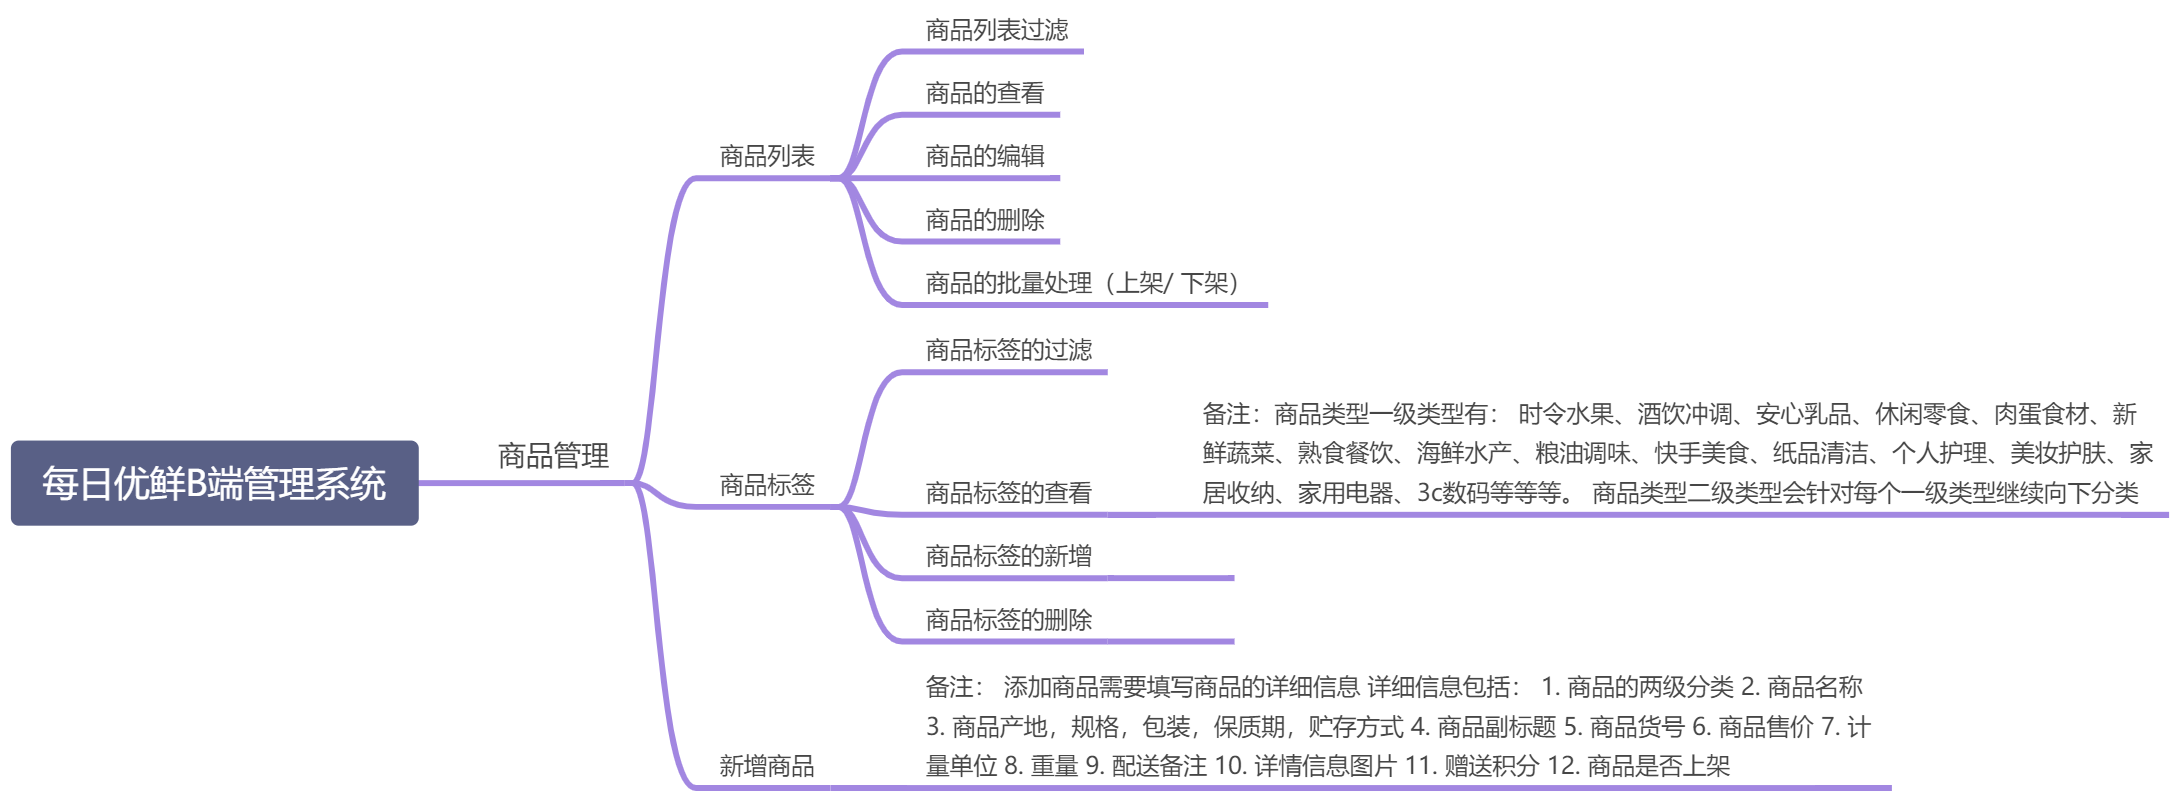 商品列表过滤
商品的查看
商品列表
商品的编辑
商品的删除
商品的批量处理（上架/ 下架）
商品标签的过滤
备注：商品类型一级类型有： 时令水果、酒饮冲调、安心乳品、休闲零食、肉蛋食材、新
鲜蔬菜、熟食餐饮、海鲜水产、粮油调味、快手美食、纸品清洁、个人护理、美妆护肤、家
居收纳、家用电器、3c数码等等等。 商品类型二级类型会针对每个一级类型继续向下分类
商品管理
每日优鲜B端管理系统
商品标签
商品标签的查看
商品标签的新增
商品标签的删除
备注： 添加商品需要填写商品的详细信息 详细信息包括： 1. 商品的两级分类 2. 商品名称
3. 商品产地，规格，包装，保质期，贮存方式 4. 商品副标题 5. 商品货号 6. 商品售价 7. 计
量单位 8. 重量 9. 配送备注 10. 详情信息图片 11. 赠送积分 12. 商品是否上架
新增商品